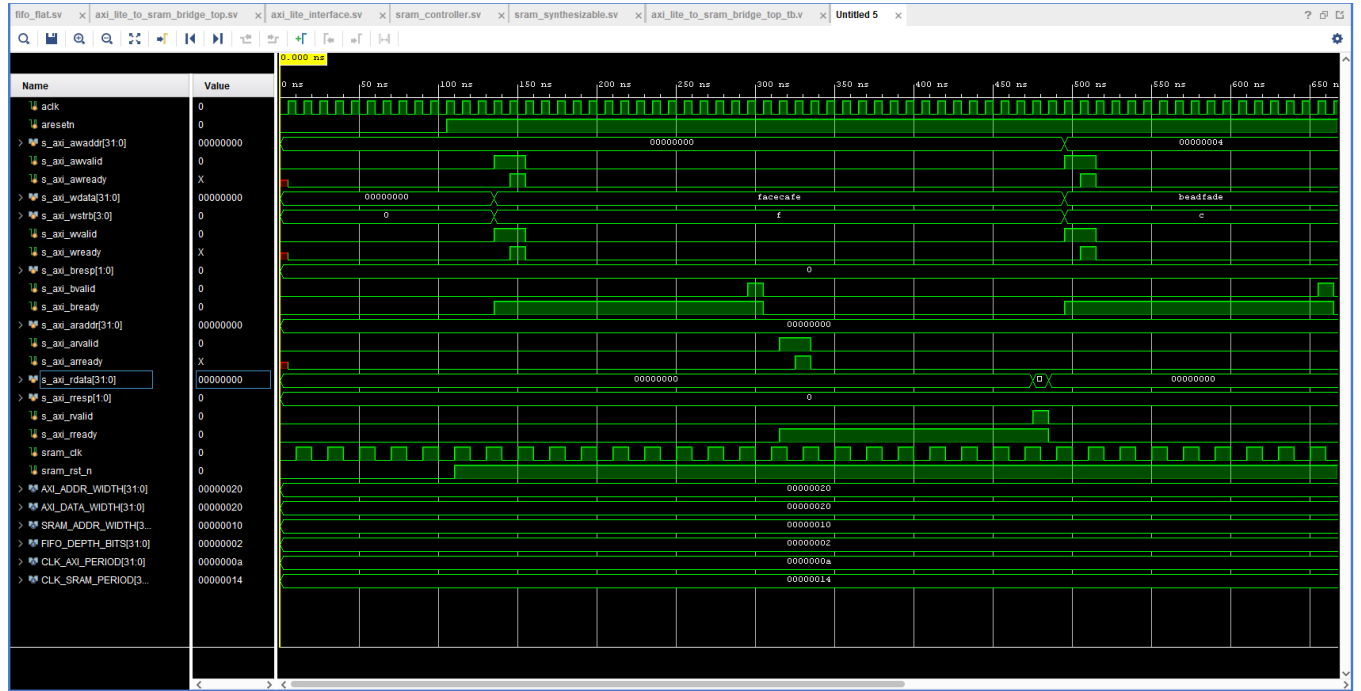 fifo_flat.sv × axi_lite_to_sram_bridge_top.sv × axi_lite_interface.sv × sram_controller.sv × sram_synthesizable.sv × axi_lite_to_sram_bridge_top_tb.v × Untitled 5 ×
0.000 ns
Name Value 0 ns 50 ns 100 ns 150 ns 200 ns 250 ns 300 ns 350 ns 400 ns 450 ns 500 ns 550 ns 600 ns 650 n
aclk 0
aresetn 0
s_axi_awaddr[31:0] 00000000 00000000 00000004
s_axi_awvalid 0
s_axi_awready X
s_axi_wdata[31:0] 00000000 00000000 facecafe beadfade
s_axi_wstrb[3:0] 0 0 f c
s_axi_wvalid 0
s_axi_wready X
s_axi_bresp[1:0] 0 0
s_axi_bvalid 0
s_axi_bready 0
s_axi_araddr[31:0] 00000000 00000000
s_axi_arvalid 0
s_axi_arready X
s_axi_rdata[31:0] 00000000 00000000 00000000
s_axi_rresp[1:0] 0 0
s_axi_rvalid 0
s_axi_rready 0
sram_clk 0
sram_rst_n 0
AXI_ADDR_WIDTH[31:0] 00000020 00000020
AXI_DATA_WIDTH[31:0] 00000020 00000020
SRAM_ADDR_WIDTH[3... 00000010 00000010
FIFO_DEPTH_BITS[31:0] 00000002 00000002
CLK_AXI_PERIOD[31:0] 0000000a 0000000a
CLK_SRAM_PERIOD[3... 00000014 00000014